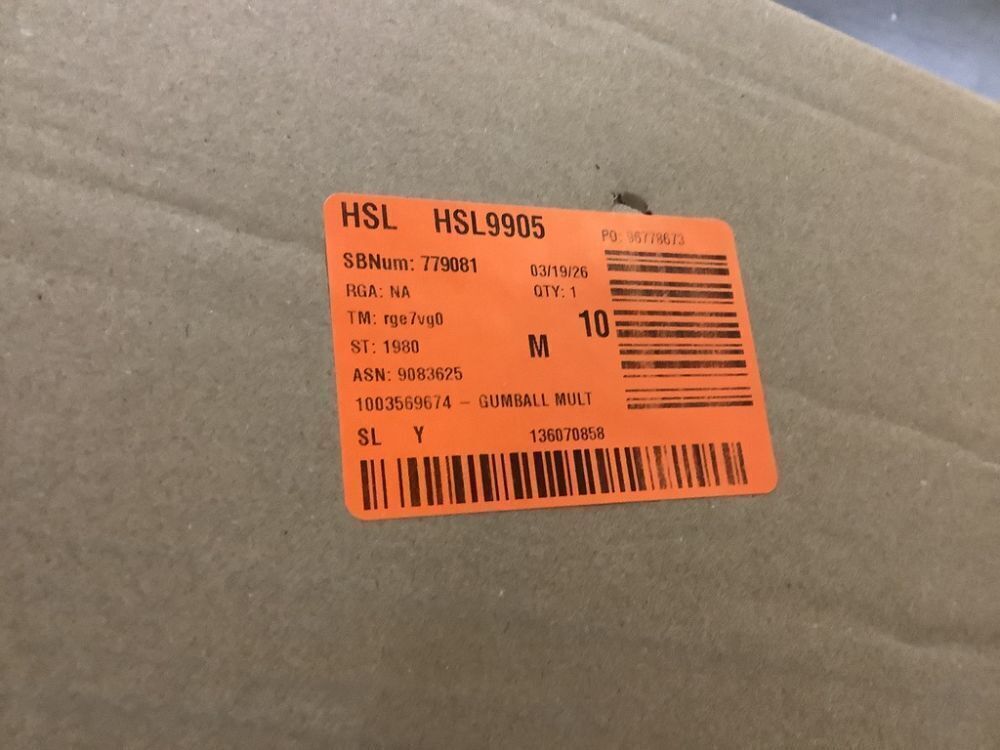 HSL HSL9905
PO: 96778673
SBNum: 779081 03/19/26
RGA: NA QTY: 1
TM: rge7vg0 10
ST: 1980 M
ASN: 9083625
1003569674 – GUMBALL MULT
SL Y 136070858